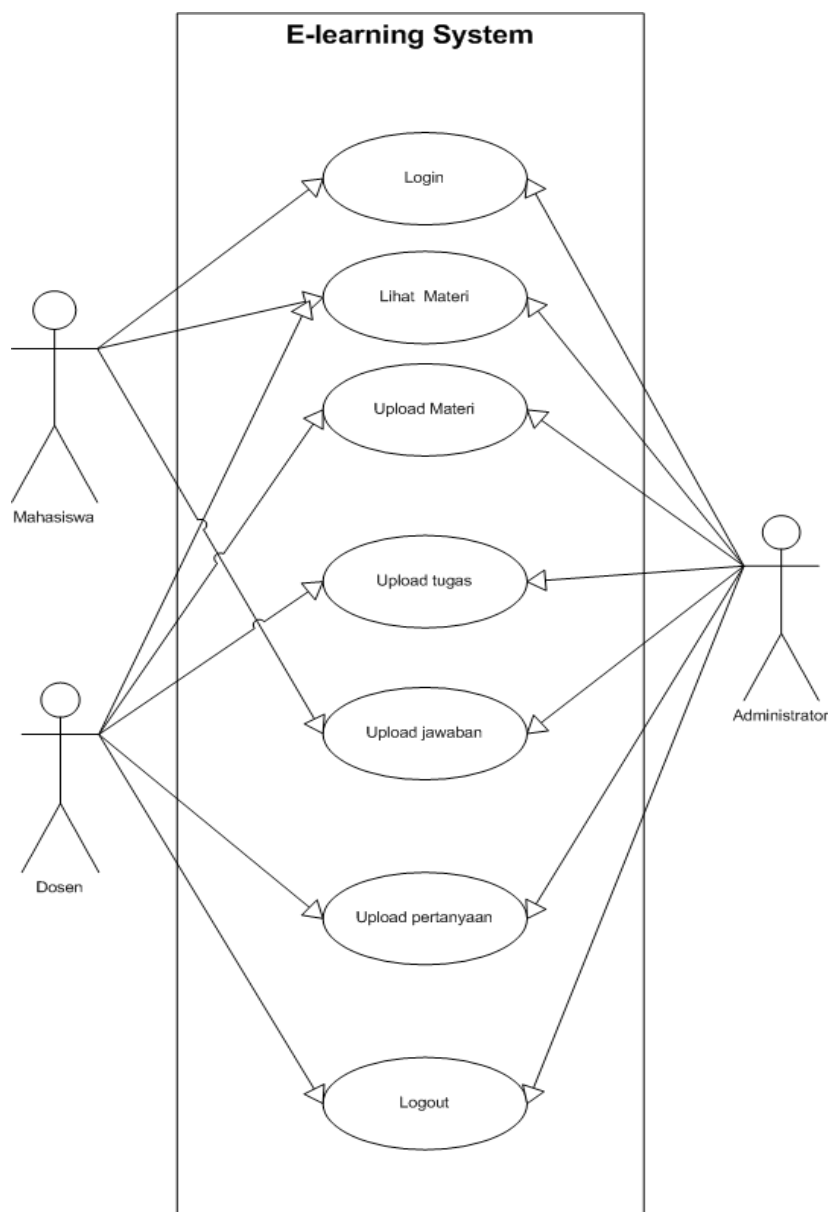 E-learning System
Login
Lihat Materi
Upload Materi
Mahasiswa
Upload tugas
Administrator
Upload jawaban
Dosen
Upload pertanyaan
Logout